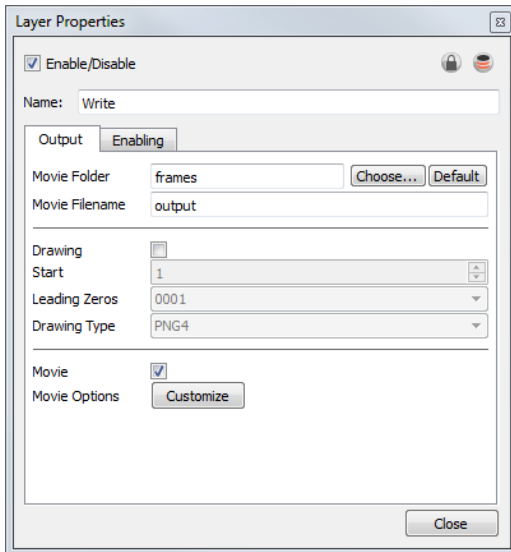 Layer Properties
Enable/Disable
Name: Write
Output Enabling
Movie Folder frames Choose... Default
Movie Filename output
Drawing
Start 1
Leading Zeros 0001
Drawing Type PNG4
Movie
Movie Options Customize
Close